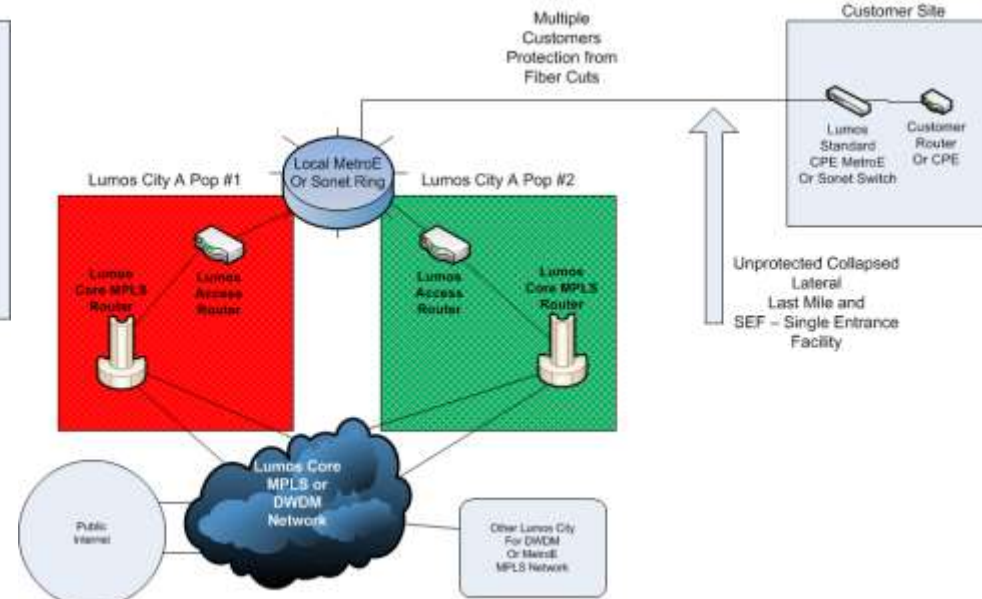 Customer Site
Multiple
Customers
Protection from
Fiber Cuts
Lumos
Standard
CPE MetroE
Or Sonet Switch
Customer
Router
Or CPE
Local MetroE
Or Sonet Ring
Lumos City A Pop #1
Lumos City A Pop #2
Lumos
Core MPLS
Router
Lumos
Access
Router
Lumos
Access
Router
Lumos
Core MPLS
Router
Unprotected Collapsed
Lateral
Last Mile and
SEF – Single Entrance
Facility
Lumos Core
MPLS or
DWDM
Network
Public
Internet
Other Lumos City
For DWDM
Or MetroE
MPLS Network